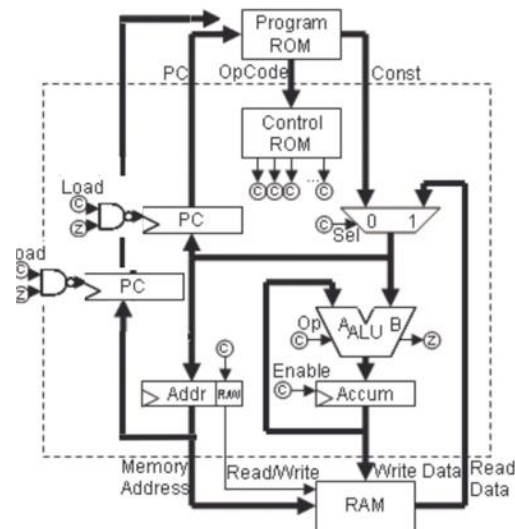 Program
ROM
PC
OpCode
Const
Control
ROM
Load
C
C
C
...
C
C
Z
PC
C
0 1
Sel
oad
C
Z
PC
Op
C
A
ALU
B
Z
C
Enable
C
Addr
R/W
Accum
Memory
Address
Read/Write
Write Data
Read
Data
RAM